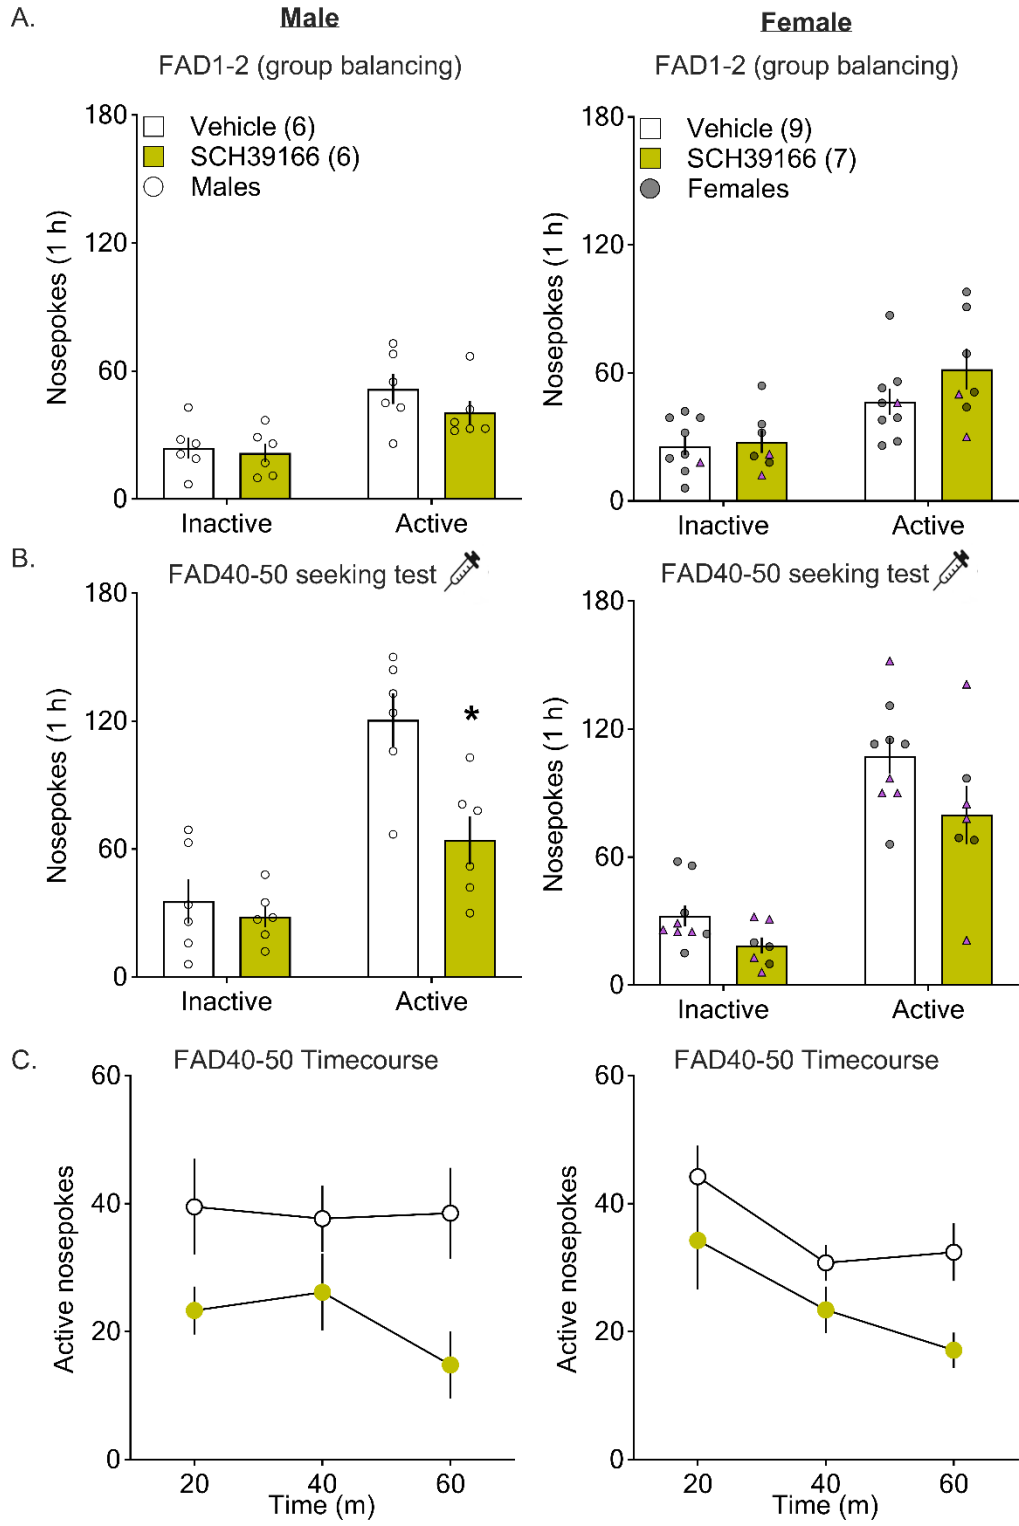 A.
Male
Female
FAD1-2 (group balancing)
FAD1-2 (group balancing)
Nosepokes (1 h)
180
120
60
0
Vehicle (6)
SCH39166 (6)
Males
Inactive
Active
Nosepokes (1 h)
180
120
60
0
Vehicle (9)
SCH39166 (7)
Females
Inactive
Active
B.
FAD40-50 seeking test
FAD40-50 seeking test
Nosepokes (1 h)
180
120
60
0
*
Inactive
Active
Nosepokes (1 h)
180
120
60
0
Inactive
Active
C.
FAD40-50 Timecourse
FAD40-50 Timecourse
Active nosepokes
60
40
20
0
20
40
60
Time (m)
Active nosepokes
60
40
20
0
20
40
60
Time (m)